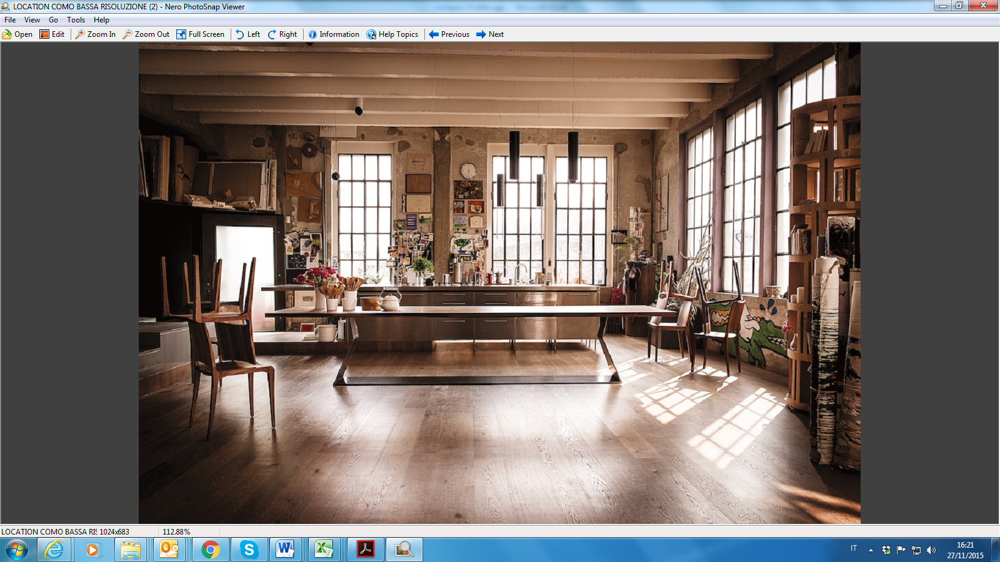 LOCATION COMO BASSA RISOLUZIONE (2) - Nero PhotoSnap Viewer
File View Go Tools Help
Open Edit Zoom In Zoom Out Full Screen Left Right Information Help Topics Previous Next
LOCATION COMO BASSA RIS 1024x683 112.88%
IT 16:21
27/11/2015